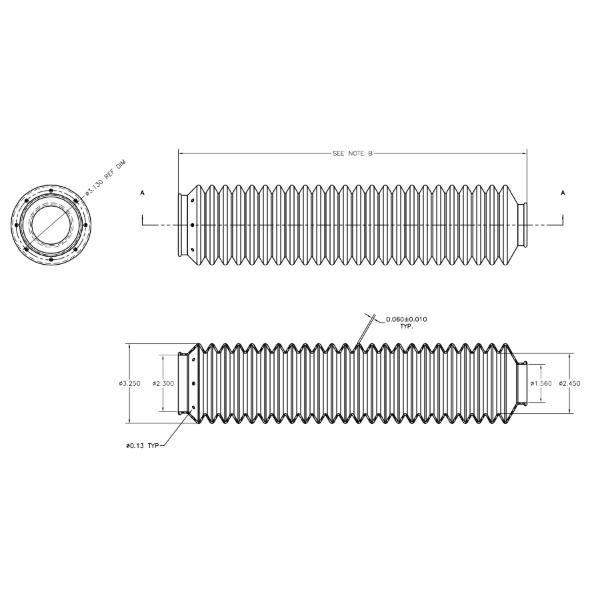 SEE NOTE 8
ø3.130 REF DIM
A
A
0.060±0.010
TYP.
ø3.250
ø2.300
ø1.560
ø2.450
ø0.13 TYP